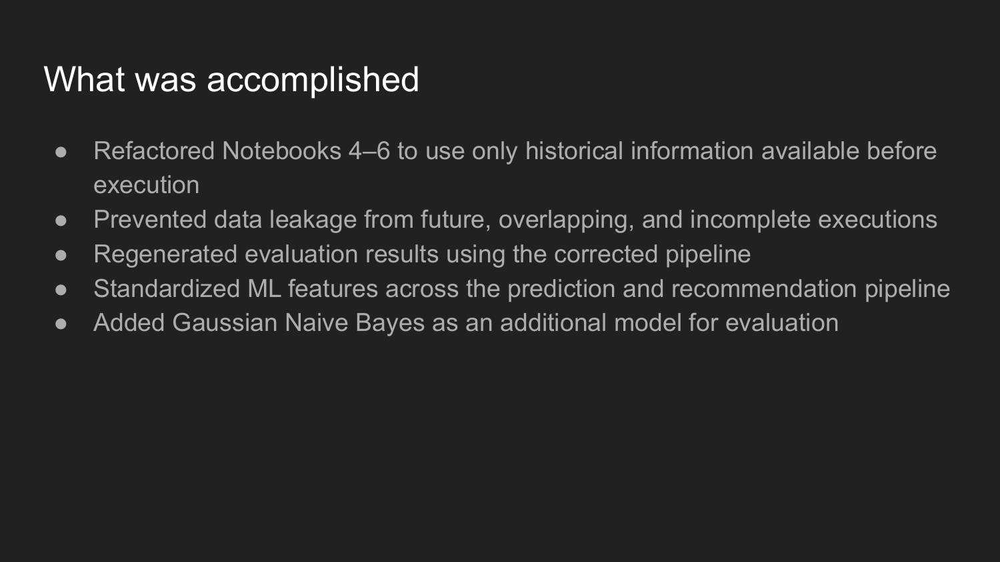 What was accomplished
● Refactored Notebooks 4–6 to use only historical information available before
execution
● Prevented data leakage from future, overlapping, and incomplete executions
● Regenerated evaluation results using the corrected pipeline
● Standardized ML features across the prediction and recommendation pipeline
● Added Gaussian Naive Bayes as an additional model for evaluation